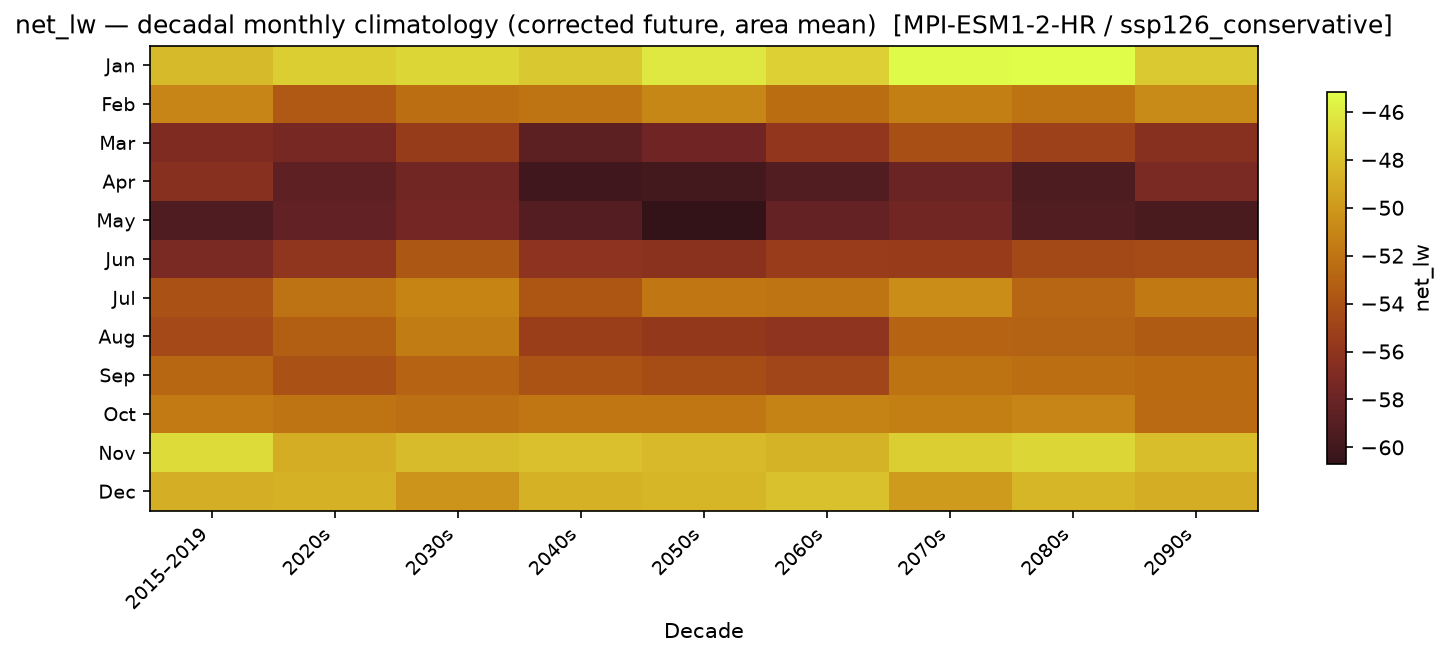 net_lw — decadal monthly climatology (corrected future, area mean)  [MPI-ESM1-2-HR / ssp126_conservative]
Jan
Feb
Mar
Apr
May
Jun
Jul
Aug
Sep
Oct
Nov
Dec
2015–2019
2020s
2030s
2040s
2050s
2060s
2070s
2080s
2090s
Decade
−46
−48
−50
−52
−54
−56
−58
−60
net_lw